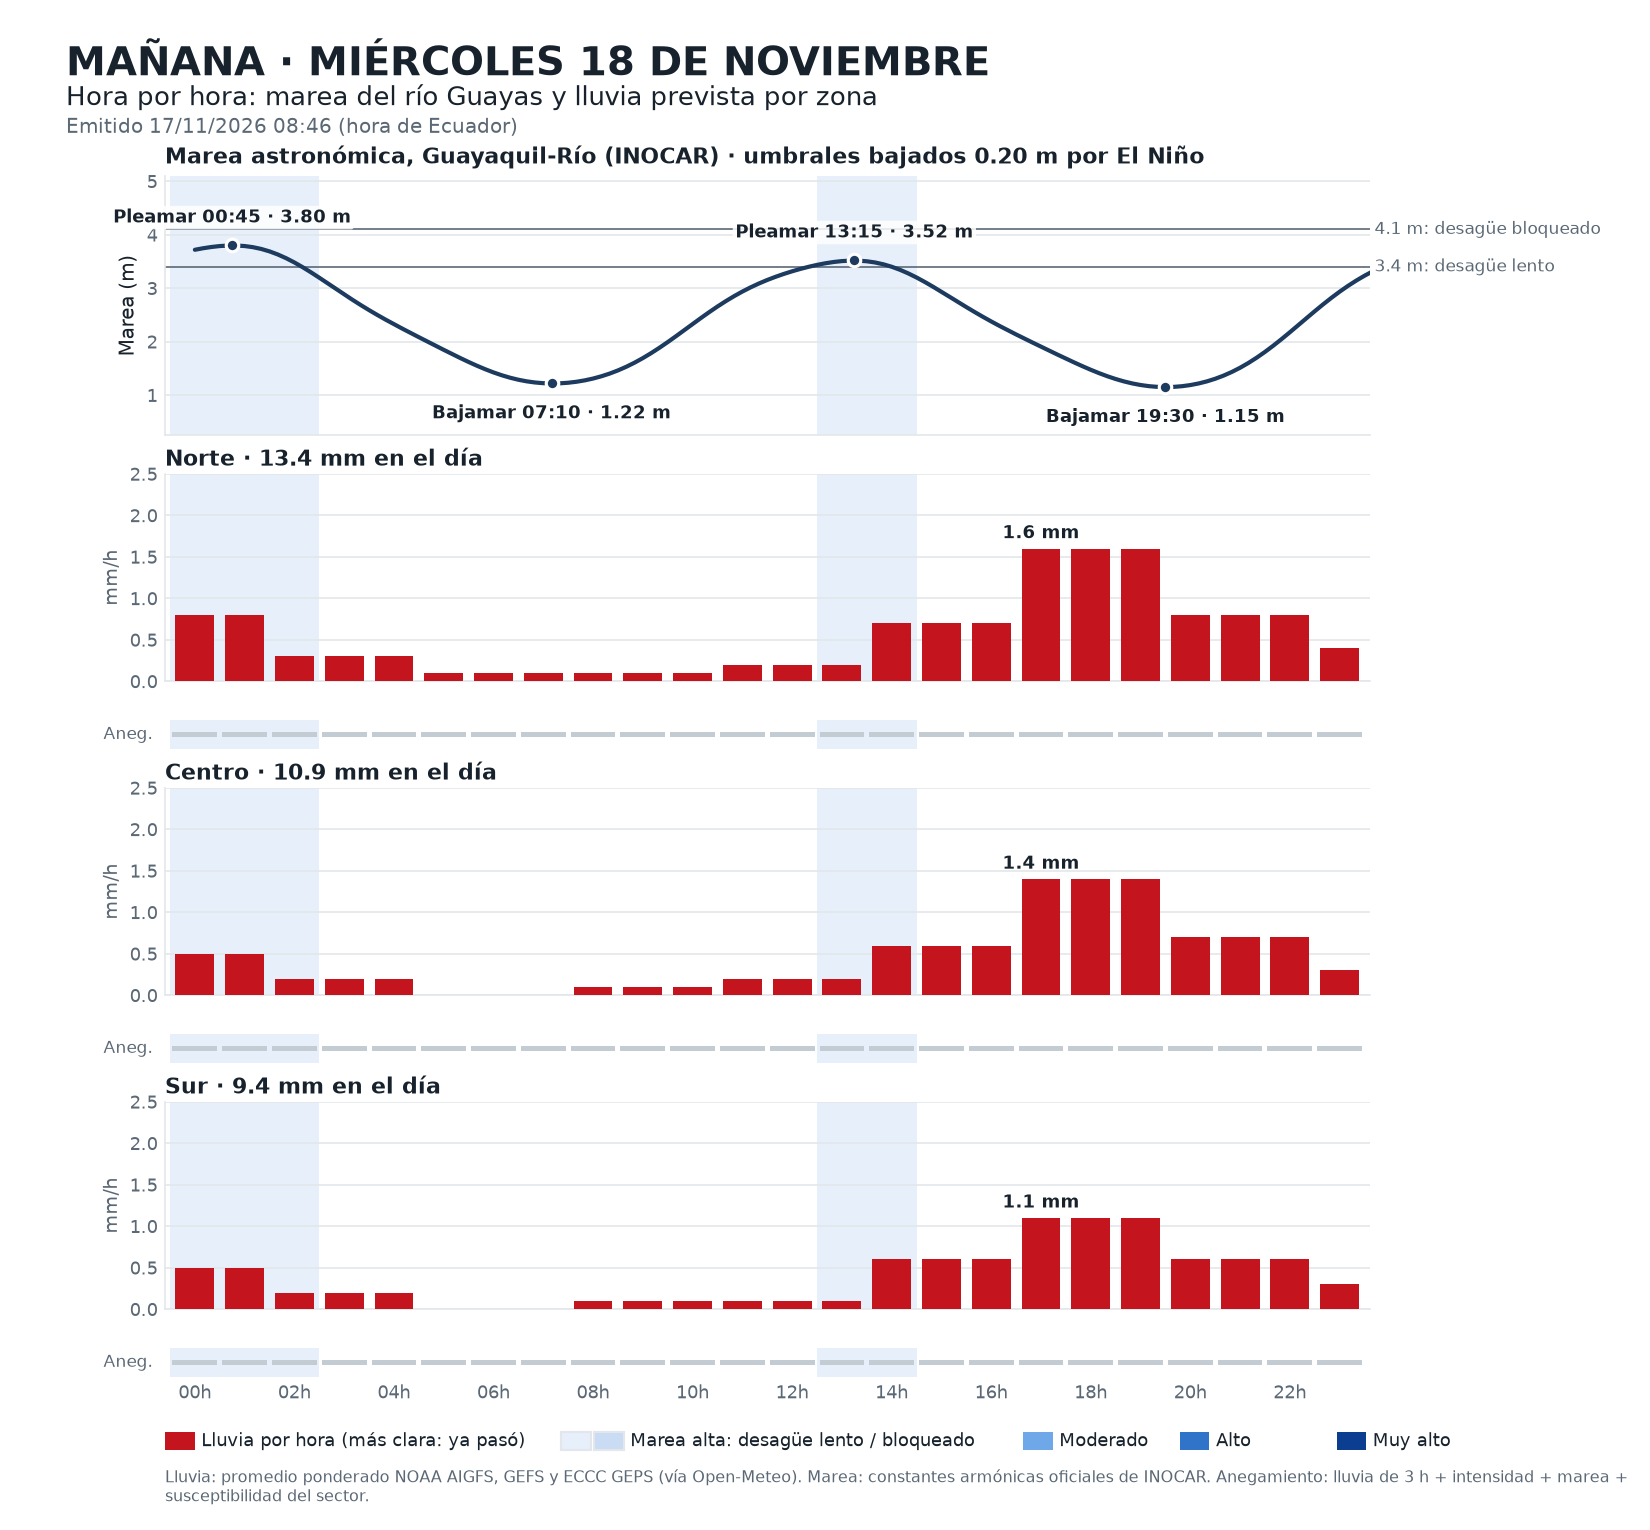 MAÑANA · MIÉRCOLES 18 DE NOVIEMBRE
Hora por hora: marea del río Guayas y lluvia prevista por zona
Emitido 17/11/2026 08:46 (hora de Ecuador)
Marea astronómica, Guayaquil-Río (INOCAR) · umbrales bajados 0.20 m por El Niño
5
Pleamar 00:45 · 3.80 m
Pleamar 13:15 · 3.52 m
4.1 m: desagüe bloqueado
4
3.4 m: desagüe lento
Marea (m)
3
2
1
Bajamar 07:10 · 1.22 m
Bajamar 19:30 · 1.15 m
Norte · 13.4 mm en el día
2.5
2.0
1.6 mm
1.5
mm/h
1.0
0.5
0.0
Aneg.
Centro · 10.9 mm en el día
2.5
2.0
1.4 mm
1.5
mm/h
1.0
0.5
0.0
Aneg.
Sur · 9.4 mm en el día
2.5
2.0
1.5
1.1 mm
mm/h
1.0
0.5
0.0
Aneg.
00h 02h 04h 06h 08h 10h 12h 14h 16h 18h 20h 22h
Lluvia por hora (más clara: ya pasó) Marea alta: desagüe lento / bloqueado Moderado Alto Muy alto
Lluvia: promedio ponderado NOAA AIGFS, GEFS y ECCC GEPS (vía Open-Meteo). Marea: constantes armónicas oficiales de INOCAR. Anegamiento: lluvia de 3 h + intensidad + marea +
susceptibilidad del sector.